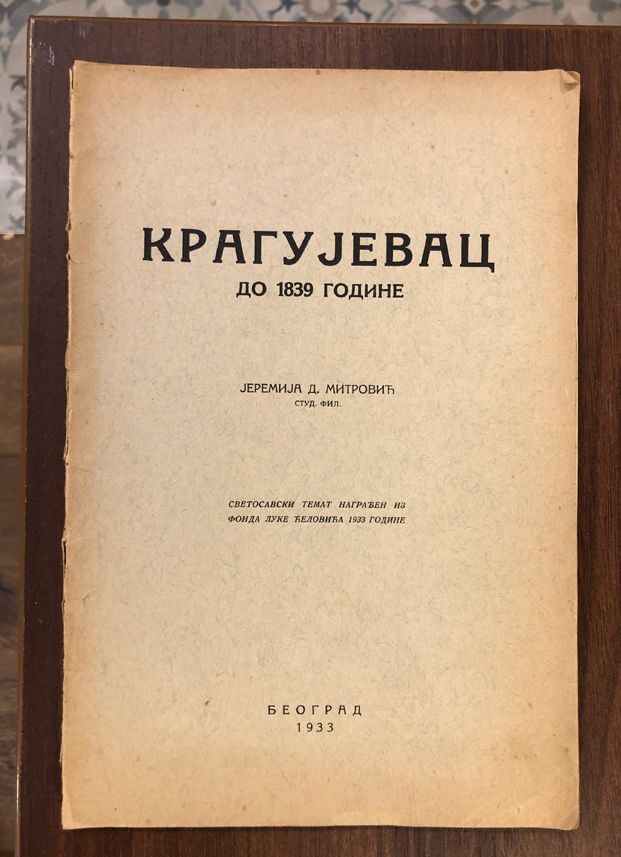 КРАГУЈЕВАЦ
ДО 1839 ГОДИНЕ
ЈЕРЕМИЈА Д. МИТРОВИЋ
СТУД. ФИЛ.
СВЕТОСАВСКИ ТЕМАТ НАГРАЂЕН ИЗ
ФОНДА ЛУКЕ ЋЕЛОВИЋА 1933 ГОДИНЕ
БЕОГРАД
1933